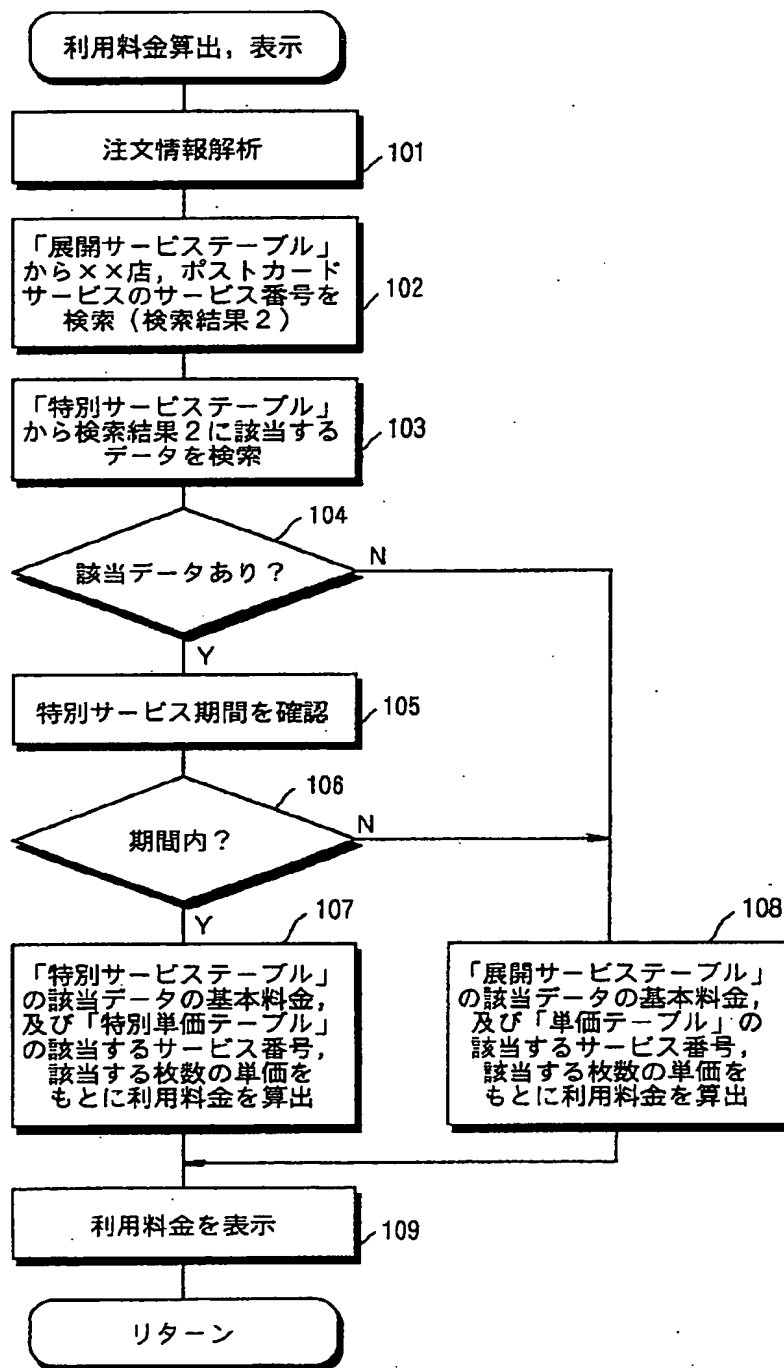 利用料金算出，表示
注文情報解析
101
「展開サービステーブル」
から××店，ポストカード
サービスのサービス番号を
検索（検索結果２）
102
「特別サービステーブル」
から検索結果２に該当する
データを検索
103
104
該当データあり？
N
Y
特別サービス期間を確認
105
106
期間内？
N
Y
107
「特別サービステーブル」
の該当データの基本料金，
及び「特別単価テーブル」
の該当するサービス番号，
該当する枚数の単価を
もとに利用料金を算出
108
「展開サービステーブル」
の該当データの基本料金，
及び「単価テーブル」の
該当するサービス番号，
該当する枚数の単価を
もとに利用料金を算出
利用料金を表示
109
リターン